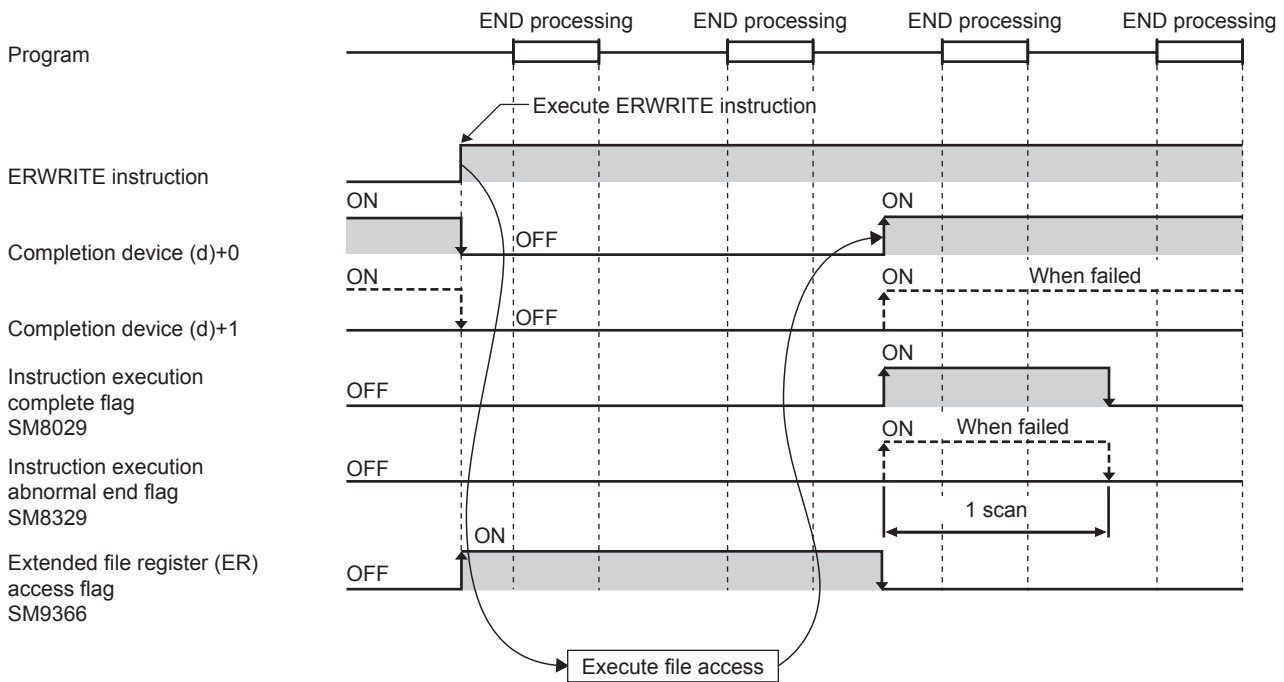 END processing END processing END processing END processing
Program
Execute ERWRITE instruction
ERWRITE instruction
ON ON
Completion device (d)+0 OFF
ON ON When failed
Completion device (d)+1 OFF
ON
Instruction execution
complete flag
SM8029
OFF
ON When failed
Instruction execution
abnormal end flag
SM8329
OFF
1 scan
ON
Extended file register (ER)
access flag
SM9366
OFF
Execute file access